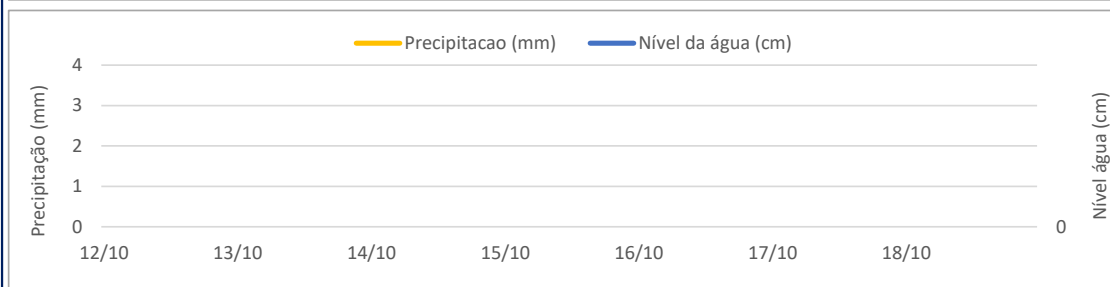 Precipitacao (mm) Nível da água (cm)
Precipitação (mm)
4
3
2
1
0
0
Nível água (cm)
12/10 13/10 14/10 15/10 16/10 17/10 18/10